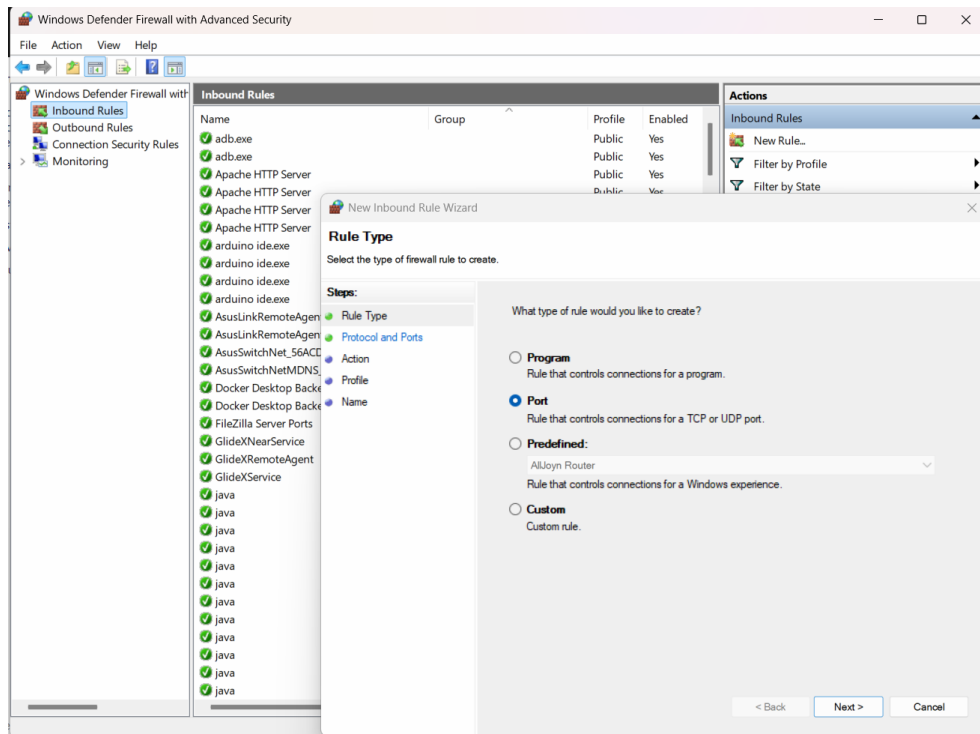 Windows Defender Firewall with Advanced Security
File Action View Help
Windows Defender Firewall with
Inbound Rules
Outbound Rules
Connection Security Rules
Monitoring
Inbound Rules
Name Group Profile Enabled
adb.exe Public Yes
adb.exe Public Yes
Apache HTTP Server Public Yes
Apache HTTP Server Public Yes
Apache HTTP Server
Apache HTTP Server
arduino ide.exe
arduino ide.exe
arduino ide.exe
arduino ide.exe
AsusLinkRemoteAgen
AsusLinkRemoteAgen
AsusSwitchNet_56ACD
AsusSwitchNetMDNS_
Docker Desktop Backe
Docker Desktop Backe
FileZilla Server Ports
GlideXNearService
GlideXRemoteAgent
GlideXService
java
java
java
java
java
java
java
java
java
java
java
java
Actions
Inbound Rules
New Rule...
Filter by Profile
Filter by State
New Inbound Rule Wizard
Rule Type
Select the type of firewall rule to create.
Steps:
Rule Type
Protocol and Ports
Action
Profile
Name
What type of rule would you like to create?
Program
Rule that controls connections for a program.
Port
Rule that controls connections for a TCP or UDP port.
Predefined:
AllJoyn Router
Rule that controls connections for a Windows experience.
Custom
Custom rule.
< Back Next > Cancel